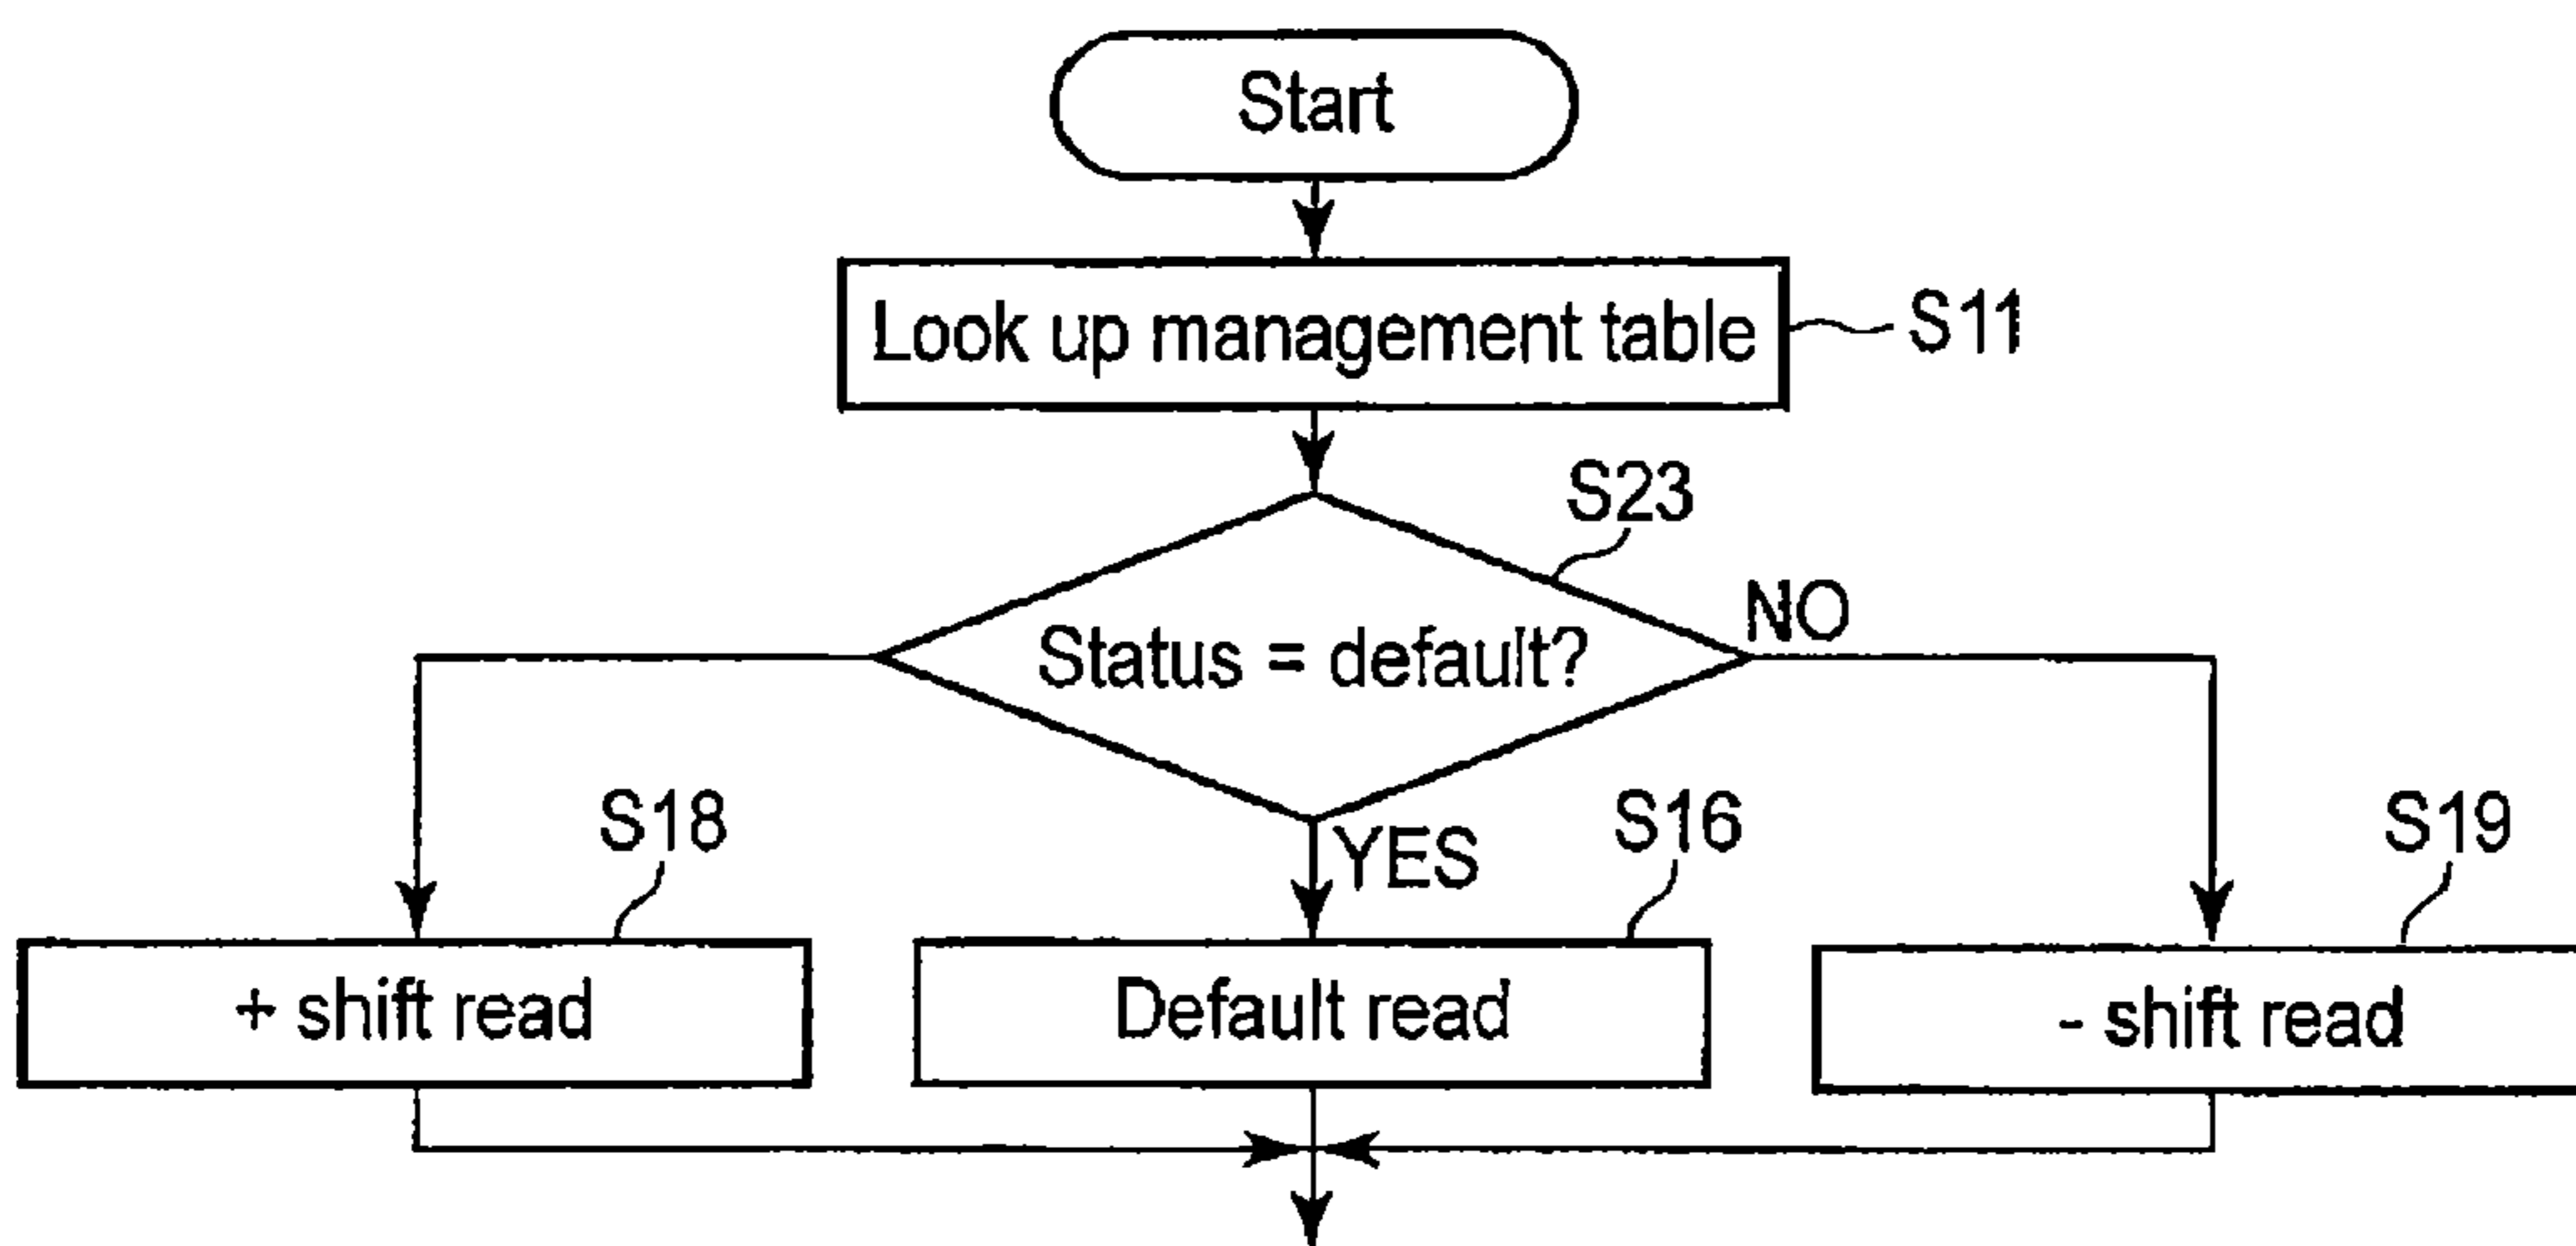 Start
Look up management table
S11
S23
Status = default?
NO
YES
S18
S16
S19
+ shift read
Default read
- shift read